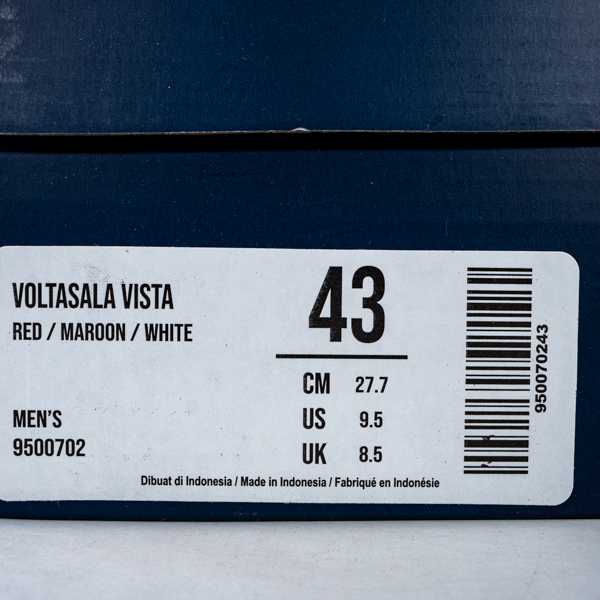 VOLTASALA VISTA
RED / MAROON / WHITE
MEN'S
9500702
43
CM 27.7
US 9.5
UK 8.5
Dibuat di Indonesia / Made in Indonesia / Fabriqué en Indonésie
950070243